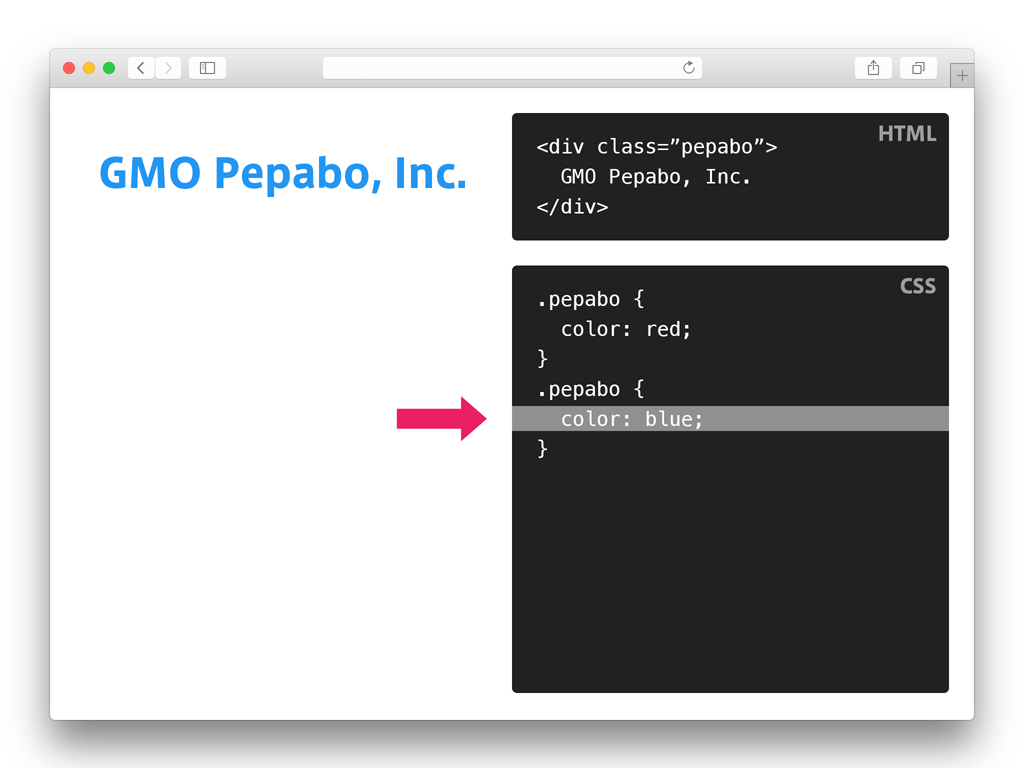 GMO Pepabo, Inc.
HTML
<div class=”pepabo”>
  GMO Pepabo, Inc.
</div>
CSS
.pepabo {
  color: red;
}
.pepabo {
  color: blue;
}